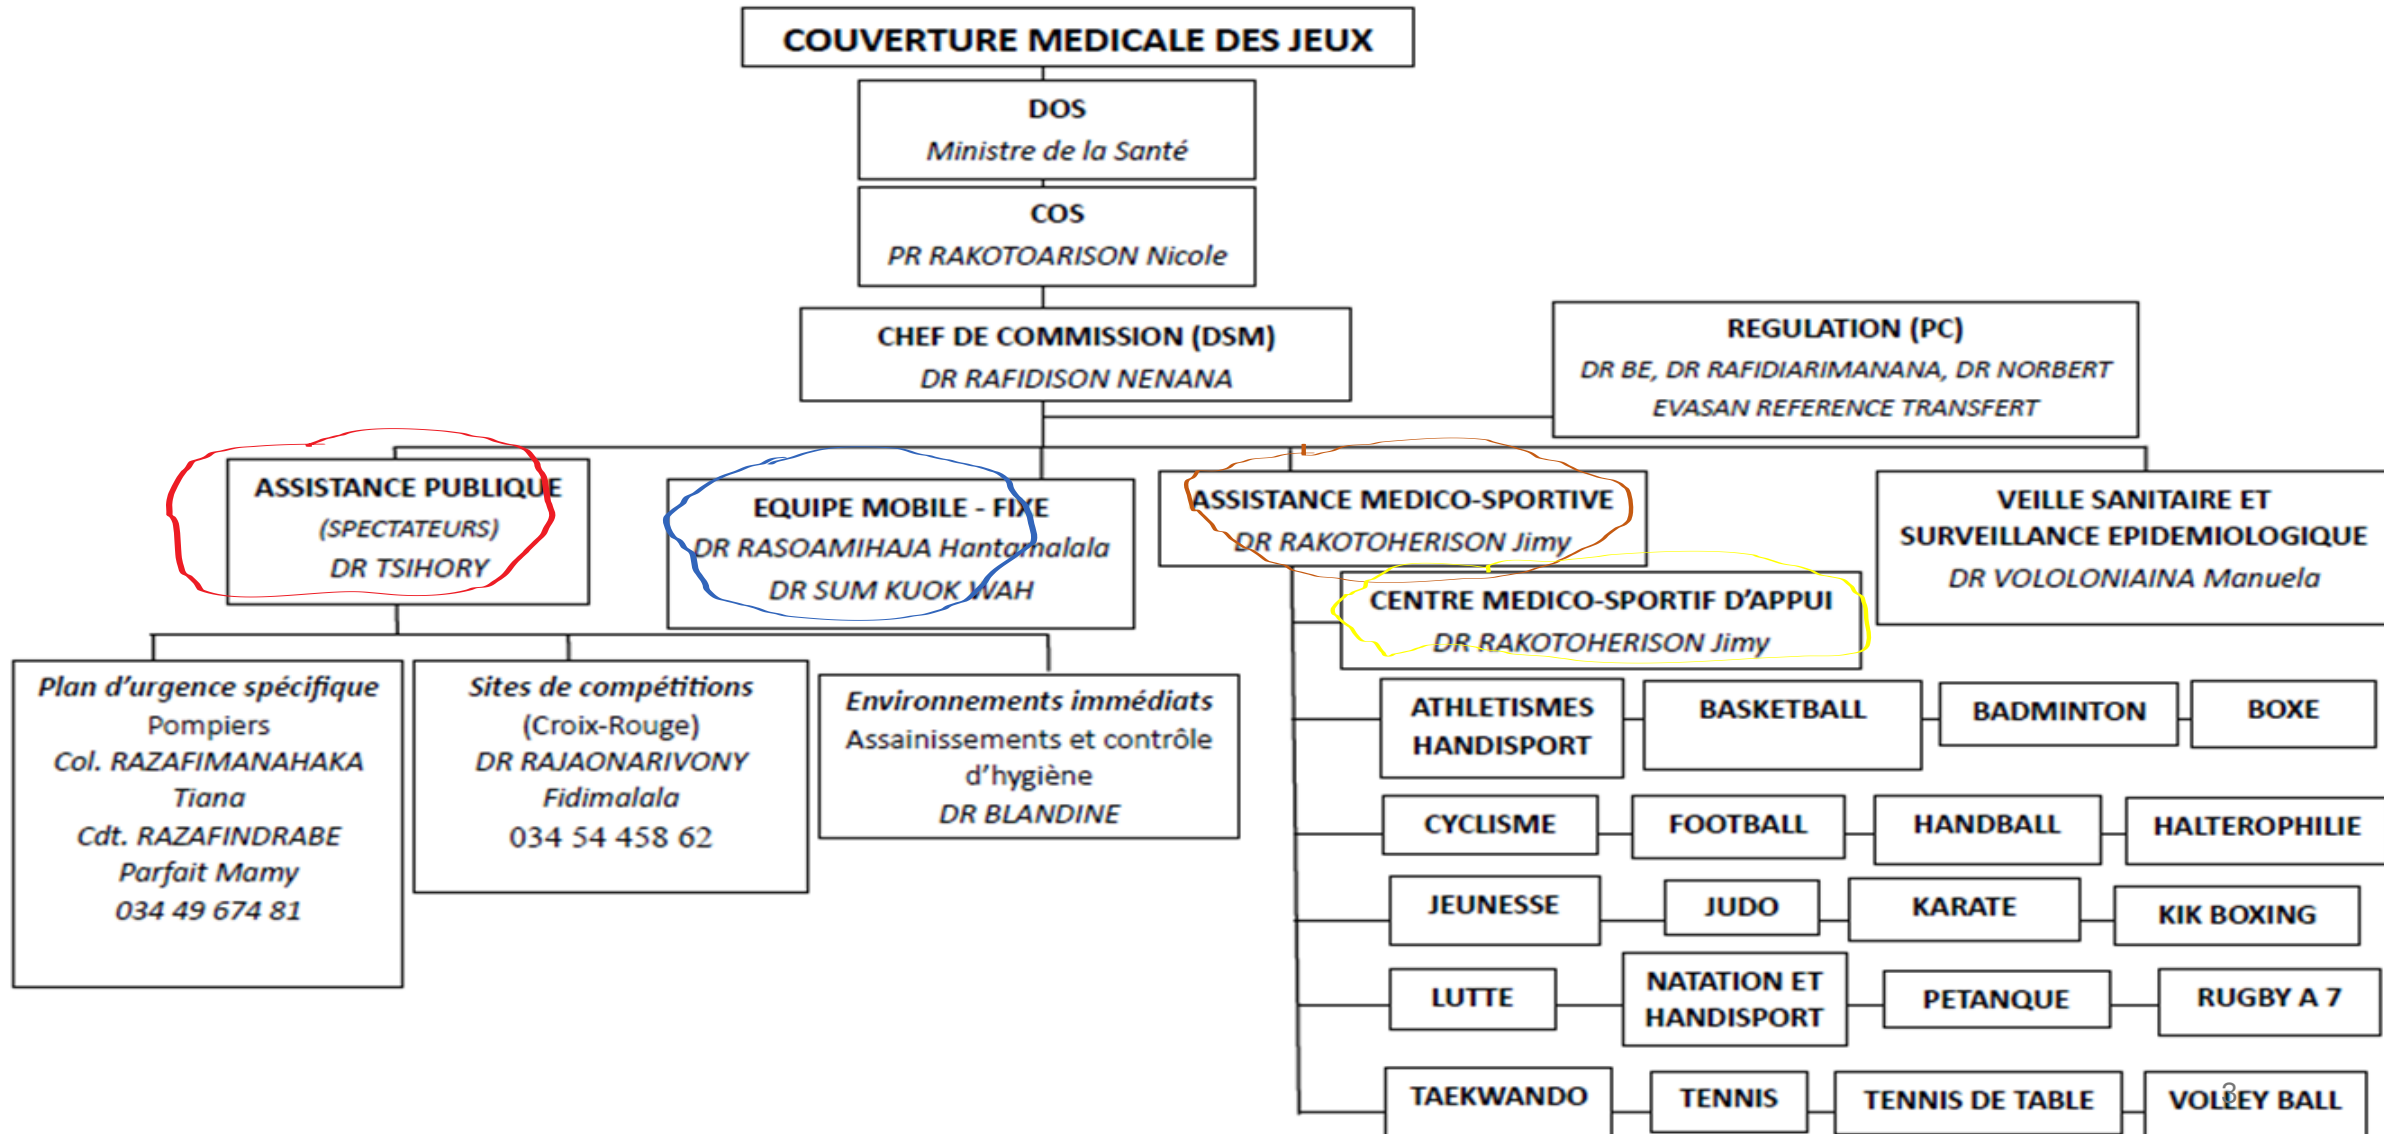 COUVERTURE MEDICALE DES JEUX
DOS
Ministre de la Santé
COS
PR RAKOTOARISON Nicole
CHEF DE COMMISSION (DSM)
DR RAFIDISON NENANA
REGULATION (PC)
DR BE, DR RAFIDIARIMANANA, DR NORBERT
EVASAN REFERENCE TRANSFERT
ASSISTANCE PUBLIQUE
(SPECTATEURS)
DR TSIHORY
EQUIPE MOBILE - FIXE
DR RASOAMIHAJA Hantamalala
DR SUM KUOK WAH
ASSISTANCE MEDICO-SPORTIVE
DR RAKOTOHERISON Jimy
VEILLE SANITAIRE ET
SURVEILLANCE EPIDEMIOLOGIQUE
DR VOLOLONIAINA Manuela
CENTRE MEDICO-SPORTIF D'APPUI
DR RAKOTOHERISON Jimy
Plan d'urgence spécifique
Pompiers
Col. RAZAFIMANAHAKA
Tiana
Cdt. RAZAFINDRABE
Parfait Mamy
034 49 674 81
Sites de compétitions
(Croix-Rouge)
DR RAJAONARIVONY
Fidimalala
034 54 458 62
Environnements immédiats
Assainissements et contrôle
d'hygiène
DR BLANDINE
ATHLETISMES
HANDISPORT
BASKETBALL
BADMINTON
BOXE
CYCLISME
FOOTBALL
HANDBALL
HALTEROPHILIE
JEUNESSE
JUDO
KARATE
KIK BOXING
LUTTE
NATATION ET
HANDISPORT
PETANQUE
RUGBY A 7
TAEKWANDO
TENNIS
TENNIS DE TABLE
VOLLEY BALL
3